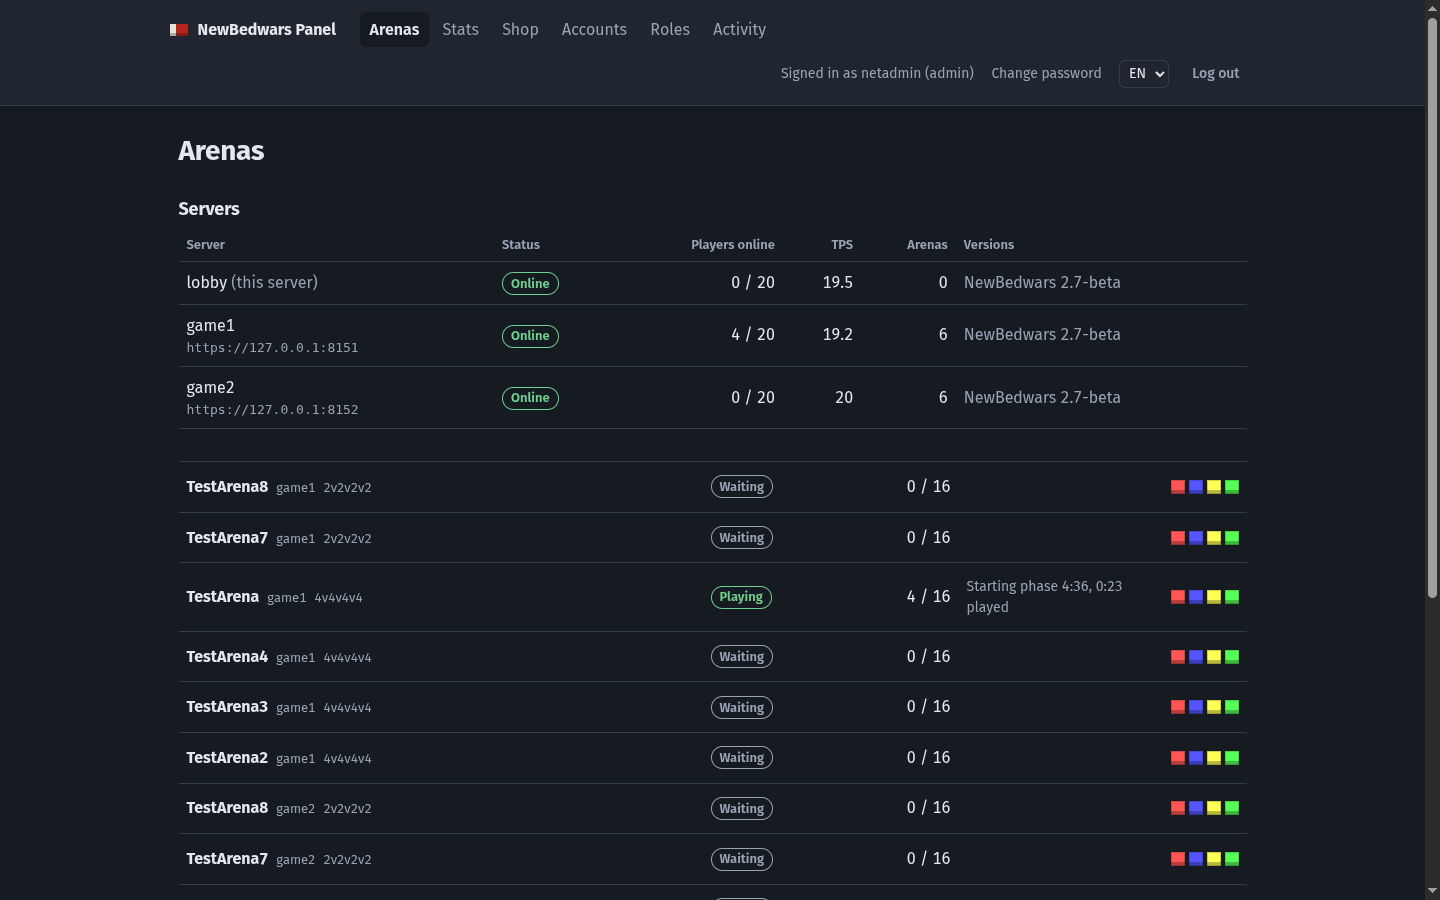 NewBedwars Panel Arenas Stats Shop Accounts Roles Activity
Signed in as netadmin (admin) Change password EN Log out
Arenas
Servers
Server Status Players online TPS Arenas Versions
lobby (this server) Online 0 / 20 19.5 0 NewBedwars 2.7-beta
game1 Online 4 / 20 19.2 6 NewBedwars 2.7-beta
https://127.0.0.1:8151
game2 Online 0 / 20 20 6 NewBedwars 2.7-beta
https://127.0.0.1:8152
TestArena8 game1 2v2v2v2 Waiting 0 / 16
TestArena7 game1 2v2v2v2 Waiting 0 / 16
TestArena game1 4v4v4v4 Playing 4 / 16 Starting phase 4:36, 0:23
played
TestArena4 game1 4v4v4v4 Waiting 0 / 16
TestArena3 game1 4v4v4v4 Waiting 0 / 16
TestArena2 game1 4v4v4v4 Waiting 0 / 16
TestArena8 game2 2v2v2v2 Waiting 0 / 16
TestArena7 game2 2v2v2v2 Waiting 0 / 16